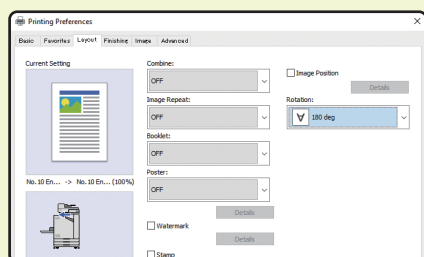 Printing Preferences
Basic Favorites Layout Finishing Image Advanced
Current Setting
No. 10 En... -> No. 10 En... (100%)
Combine:
OFF
Image Repeat:
OFF
Booklet:
OFF
Poster:
OFF
Details
Watermark
Details
Stamp
Image Position
Details
Rotation:
180 deg